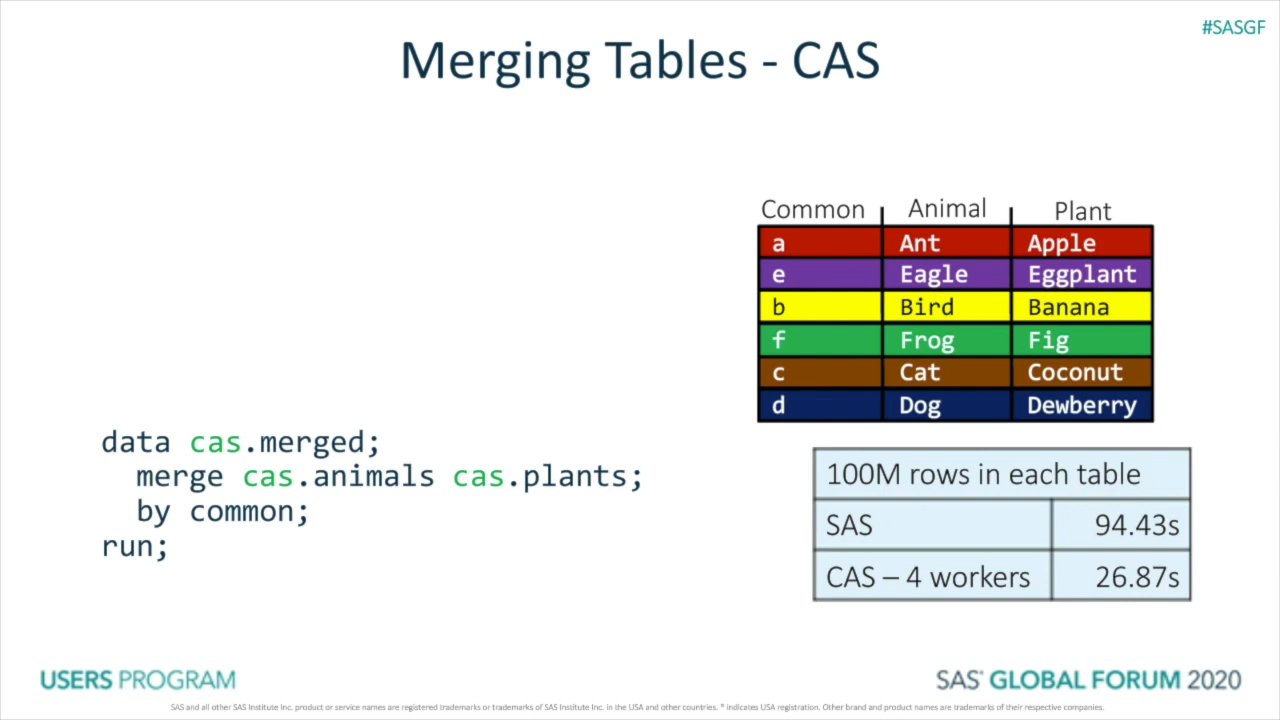 #SASGF
Merging Tables - CAS
Common Animal Plant
a Ant Apple
e Eagle Eggplant
b Bird Banana
f Frog Fig
c Cat Coconut
d Dog Dewberry
data cas.merged;
merge cas.animals cas.plants;
by common;
run;
100M rows in each table
SAS 94.43s
CAS – 4 workers 26.87s
USERS PROGRAM
SAS® GLOBAL FORUM 2020
SAS and all other SAS Institute Inc. product or service names are registered trademarks or trademarks of SAS Institute Inc. in the USA and other countries. ® indicates USA registration. Other brand and product names are trademarks of their respective companies.